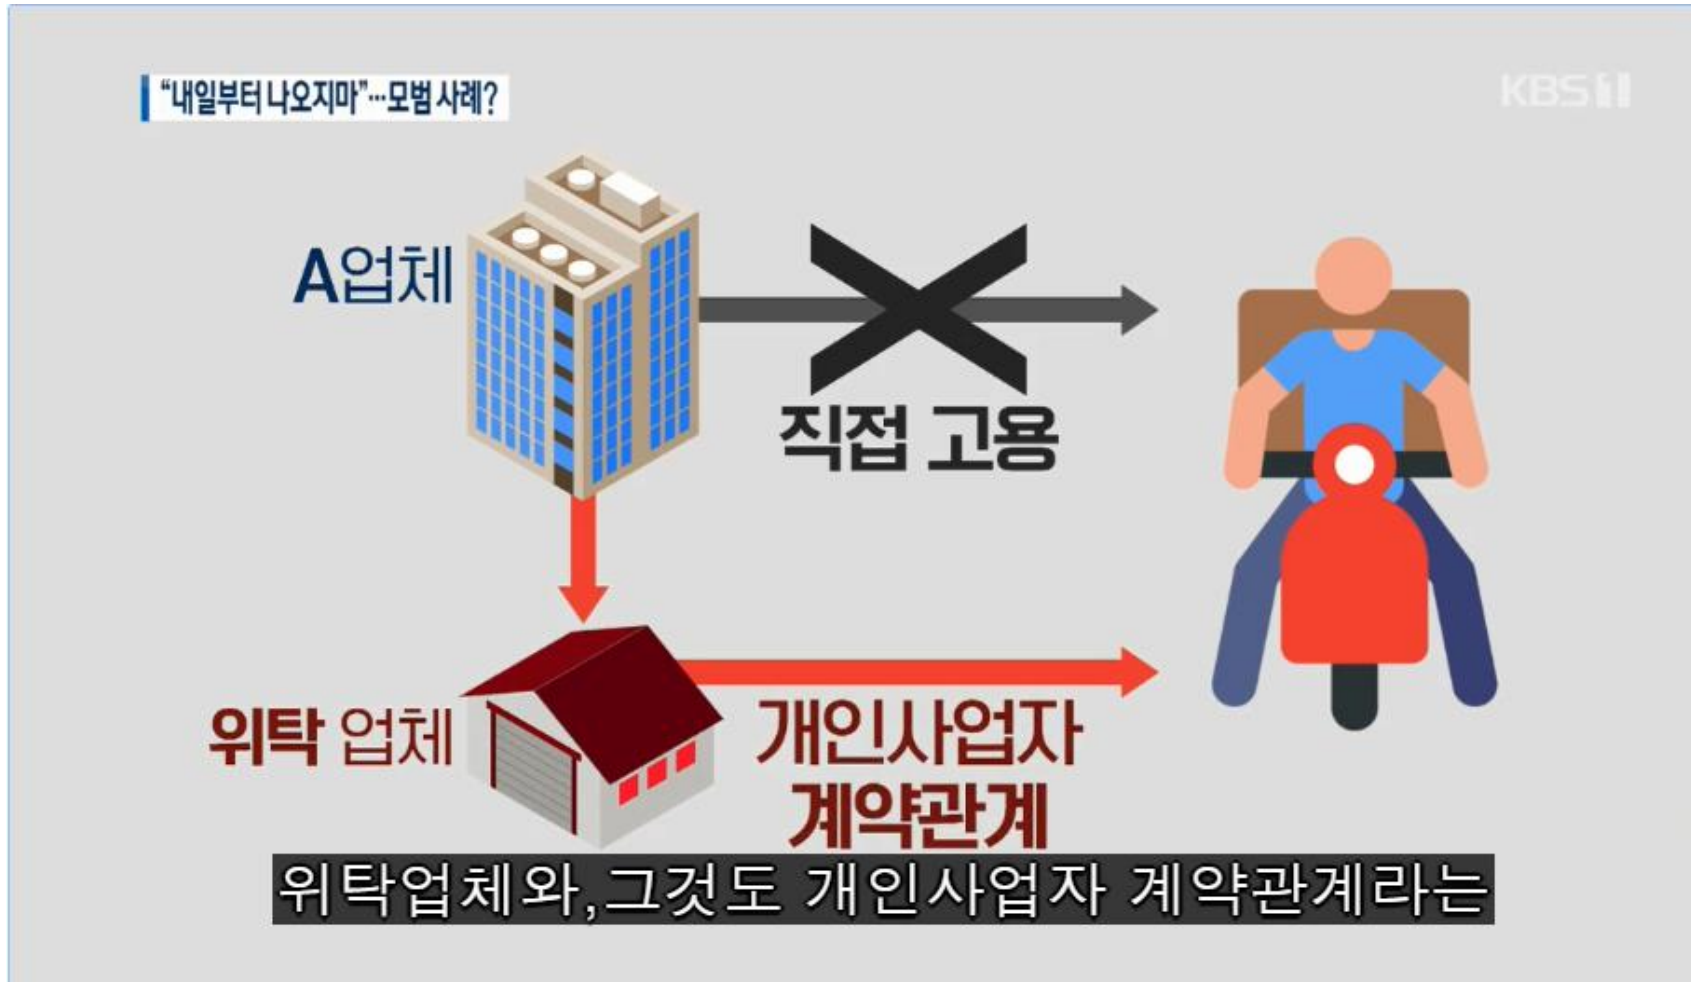 “내일부터 나오지마”…모범 사례?
KBS 1
A업체
직접 고용
위탁 업체
개인사업자
계약관계
위탁업체와,그것도 개인사업자 계약관계라는